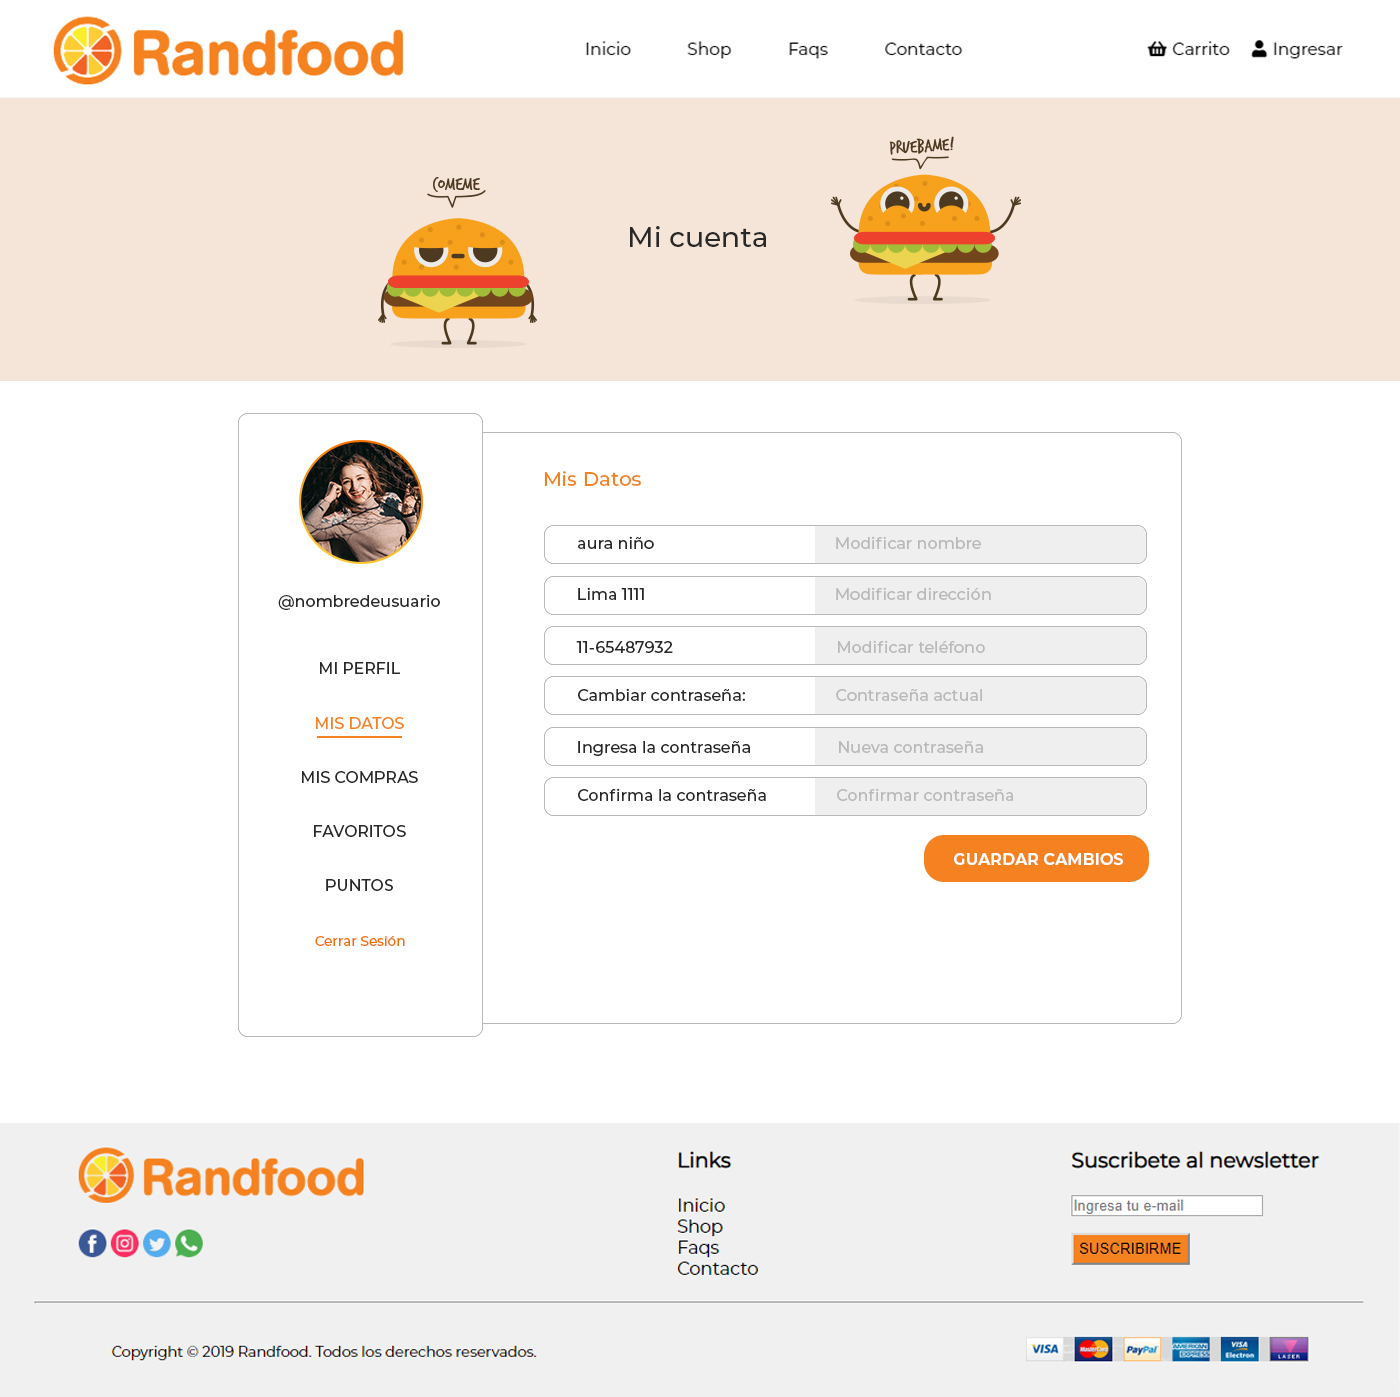 Randfood
Inicio
Shop
Faqs
Contacto
Carrito
Ingresar
COMEME
PRUEBAME!
Mi cuenta
@nombredeusuario
MI PERFIL
MIS DATOS
MIS COMPRAS
FAVORITOS
PUNTOS
Cerrar Sesión
Mis Datos
aura niño Modificar nombre
Lima 1111 Modificar dirección
11-65487932 Modificar teléfono
Cambiar contraseña: Contraseña actual
Ingresa la contraseña Nueva contraseña
Confirma la contraseña Confirmar contraseña
GUARDAR CAMBIOS
Randfood
Links
Inicio
Shop
Faqs
Contacto
Suscribete al newsletter
Ingresa tu e-mail
SUSCRIBIRME
Copyright © 2019 Randfood. Todos los derechos reservados.
VISA
MasterCard
PayPal
AMERICAN EXPRESS
VISA Electron
LASER